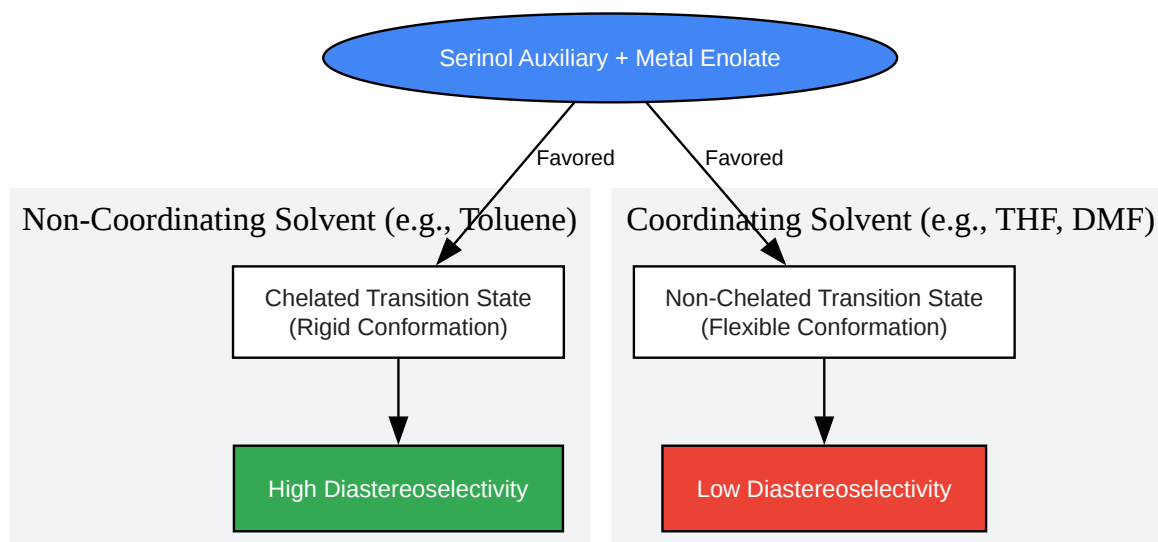 Serinol Auxiliary + Metal Enolate
Favored
Favored
Non-Coordinating Solvent (e.g., Toluene)
Chelated Transition State
(Rigid Conformation)
High Diastereoselectivity
Coordinating Solvent (e.g., THF, DMF)
Non-Chelated Transition State
(Flexible Conformation)
Low Diastereoselectivity